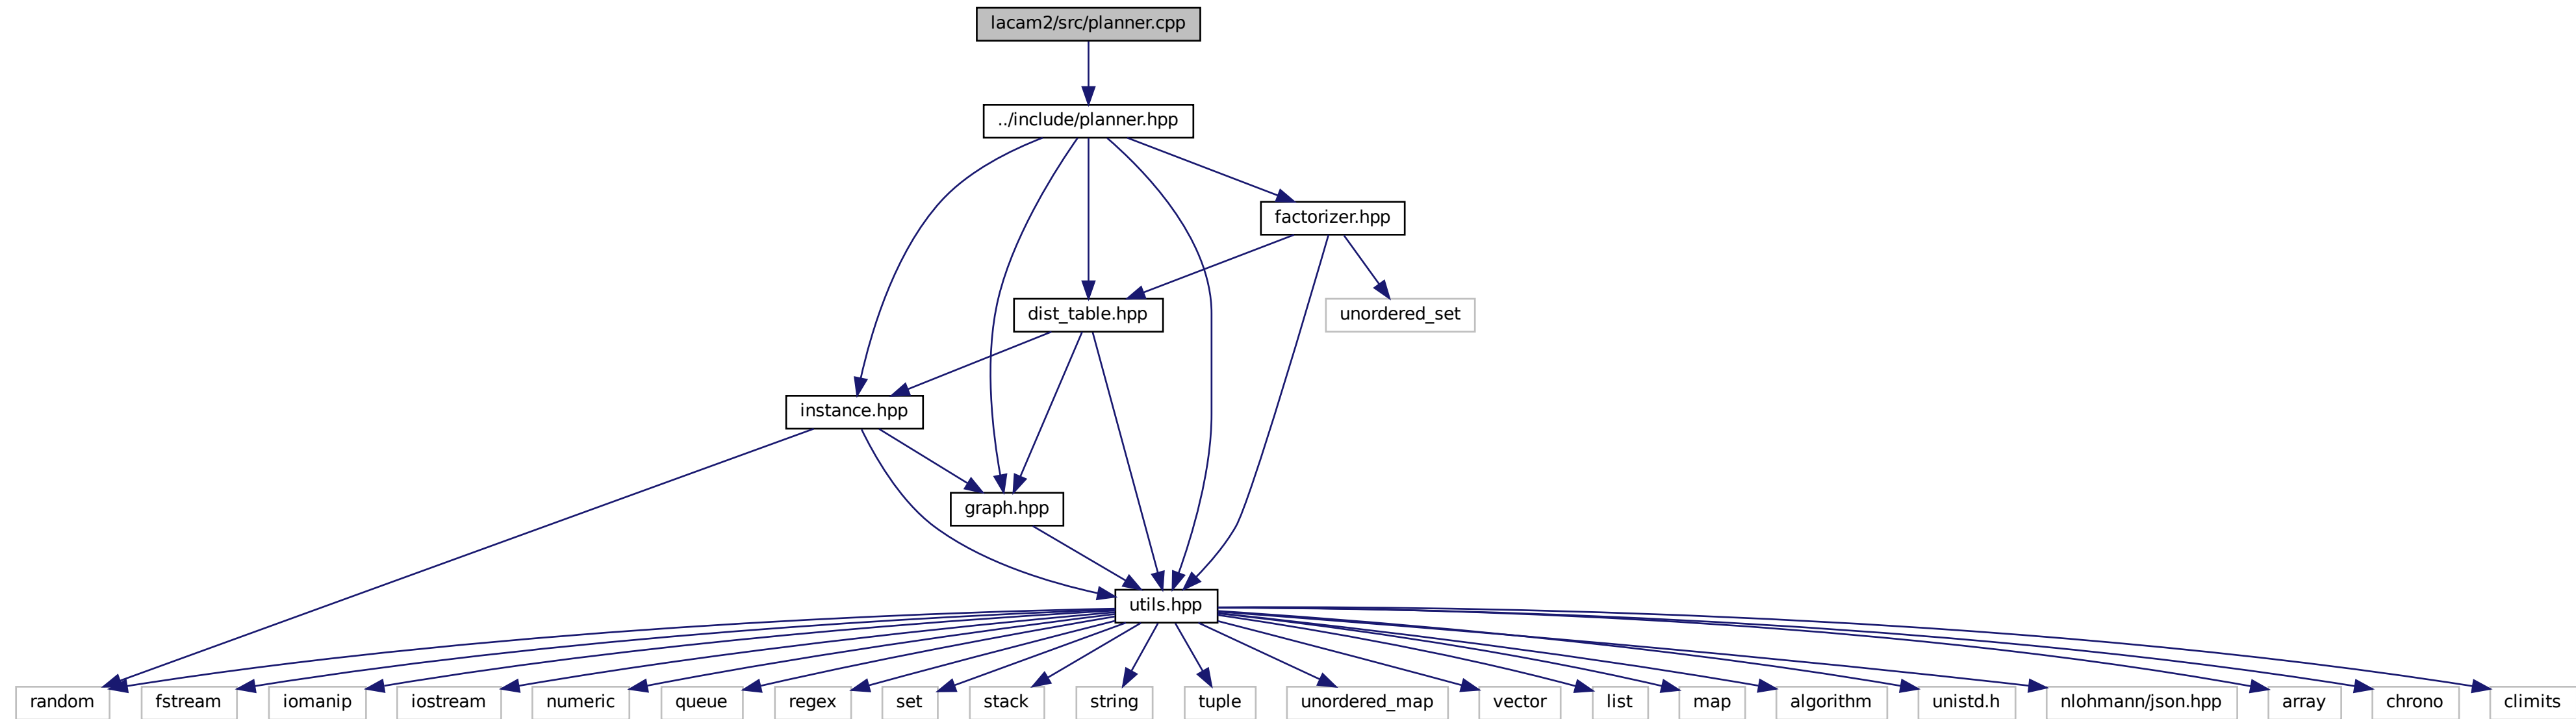 lacam2/src/planner.cpp
../include/planner.hpp
factorizer.hpp
dist_table.hpp
unordered_set
instance.hpp
graph.hpp
utils.hpp
random
fstream
iomanip
iostream
numeric
queue
regex
set
stack
string
tuple
unordered_map
vector
list
map
algorithm
unistd.h
nlohmann/json.hpp
array
chrono
climits